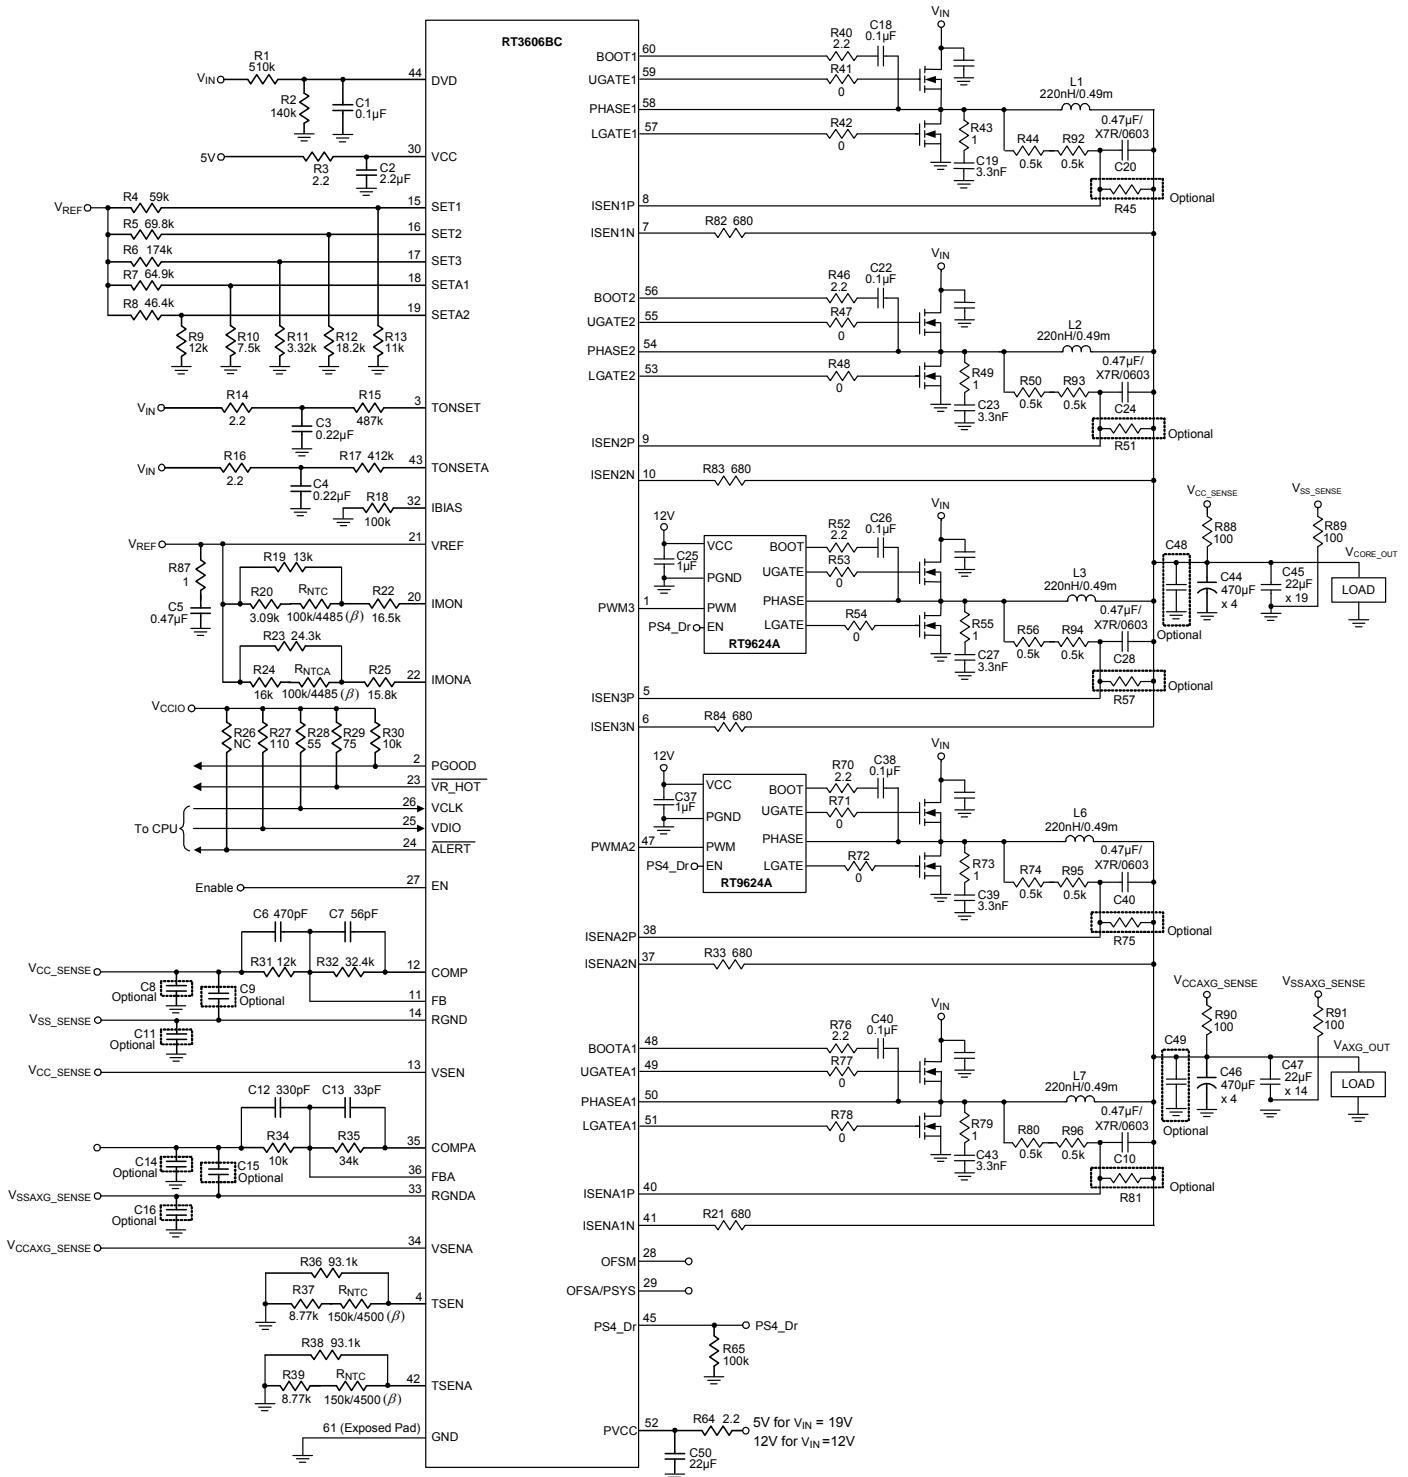 RT3606BC
VIN
R1
510k
R2
140k
C1
0.1µF
44
DVD
5V
R3
2.2
C2
2.2µF
30
VCC
VREF
R4 59k
15
SET1
R5 69.8k
16
SET2
R6 174k
17
SET3
R7 64.9k
18
SETA1
R8 46.4k
19
SETA2
R9
12k
R10
7.5k
R11
3.32k
R12
18.2k
R13
11k
VIN
R14
2.2
C3
0.22µF
R15
487k
3
TONSET
VIN
R16
2.2
C4
0.22µF
R17 412k
43
TONSETA
R18
100k
32
IBIAS
VREF
21
VREF
R87
1
C5
0.47µF
R19 13k
R20
3.09k
RNTC
100k/4485 (β)
R22
16.5k
20
IMON
R23 24.3k
R24
16k
RNTCA
100k/4485 (β)
R25
15.8k
22
IMONA
VCCIO
R26
NC
R27
110
R28
55
R29
75
R30
10k
2
PGOOD
23
VR_HOT
26
VCLK
To CPU
25
VDIO
24
ALERT
Enable
27
EN
C6 470pF
C7 56pF
VCC_SENSE
R31 12k
R32 32.4k
12
COMP
C8
Optional
C9
Optional
11
FB
VSS_SENSE
14
RGND
C11
Optional
VCC_SENSE
13
VSEN
C12 330pF
C13 33pF
R34
10k
R35
34k
35
COMPA
C14
Optional
C15
Optional
36
FBA
VSSAXG_SENSE
33
RGNDA
C16
Optional
VCCAXG_SENSE
34
VSENA
R36 93.1k
R37
8.77k
RNTC
150k/4500 (β)
4
TSEN
R38 93.1k
R39
8.77k
RNTC
150k/4500 (β)
42
TSENA
61 (Exposed Pad)
GND
BOOT1
60
R40
2.2
C18
0.1µF
VIN
UGATE1
59
R41
0
PHASE1
58
L1
220nH/0.49m
LGATE1
57
R42
0
R43
1
C19
3.3nF
R44
0.5k
R92
0.5k
0.47µF/
X7R/0603
C20
R45
Optional
ISEN1P
8
ISEN1N
7
R82 680
BOOT2
56
R46
2.2
C22
0.1µF
VIN
UGATE2
55
R47
0
PHASE2
54
L2
220nH/0.49m
LGATE2
53
R48
0
R49
1
C23
3.3nF
R50
0.5k
R93
0.5k
0.47µF/
X7R/0603
C24
R51
Optional
ISEN2P
9
ISEN2N
10
R83 680
12V
C25
1µF
VCC
PGND
PWM
EN
BOOT
UGATE
PHASE
LGATE
RT9624A
PWM3
1
PS4_Dr
R52
2.2
C26
0.1µF
VIN
R53
0
R54
0
R55
1
C27
3.3nF
L3
220nH/0.49m
R56
0.5k
R94
0.5k
0.47µF/
X7R/0603
C28
R57
Optional
ISEN3P
5
ISEN3N
6
R84 680
VCC_SENSE
R88
100
VSS_SENSE
R89
100
VCORE_OUT
C48
Optional
C44
470µF
x 4
C45
22µF
x 19
LOAD
12V
C37
1µF
VCC
PGND
PWM
EN
BOOT
UGATE
PHASE
LGATE
RT9624A
PWMA2
47
PS4_Dr
R70
2.2
C38
0.1µF
VIN
R71
0
R72
0
R73
1
C39
3.3nF
L6
220nH/0.49m
R74
0.5k
R95
0.5k
0.47µF/
X7R/0603
C40
R75
Optional
ISENA2P
38
ISENA2N
37
R33 680
BOOTA1
48
R76
2.2
C40
0.1µF
VIN
UGATEA1
49
R77
0
PHASEA1
50
L7
220nH/0.49m
LGATEA1
51
R78
0
R79
1
C43
3.3nF
R80
0.5k
R96
0.5k
0.47µF/
X7R/0603
C10
R81
Optional
ISENA1P
40
ISENA1N
41
R21 680
VCCAXG_SENSE
R90
100
VSSAXG_SENSE
R91
100
VAXG_OUT
C49
Optional
C46
470µF
x 4
C47
22µF
x 14
LOAD
OFSM
28
OFSA/PSYS
29
PS4_Dr
45
PS4_Dr
R65
100k
PVCC
52
R64 2.2
5V for VIN = 19V
12V for VIN =12V
C50
22µF